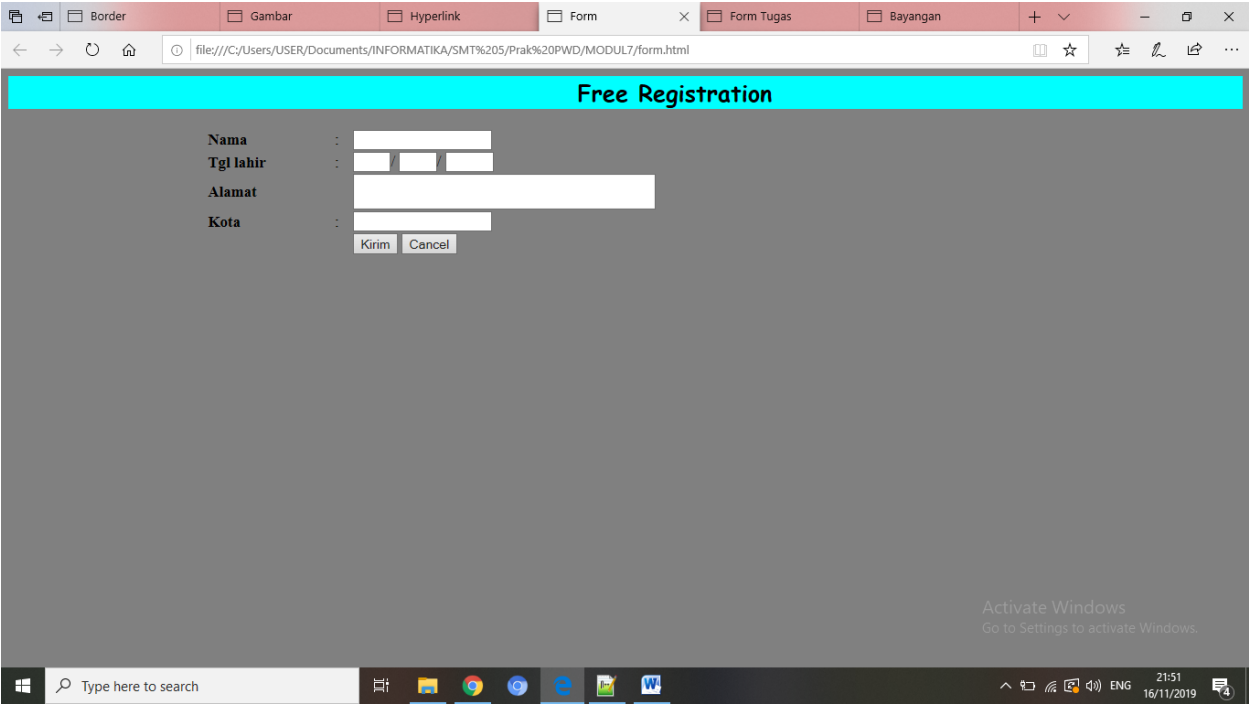 Border Gambar Hyperlink Form Form Tugas Bayangan
file:///C:/Users/USER/Documents/INFORMATIKA/SMT%205/Prak%20PWD/MODUL7/form.html
Free Registration
Nama :
Tgl lahir : / /
Alamat
Kota :
Kirim Cancel
Activate Windows
Go to Settings to activate Windows.
Type here to search ENG 21:51
16/11/2019 4